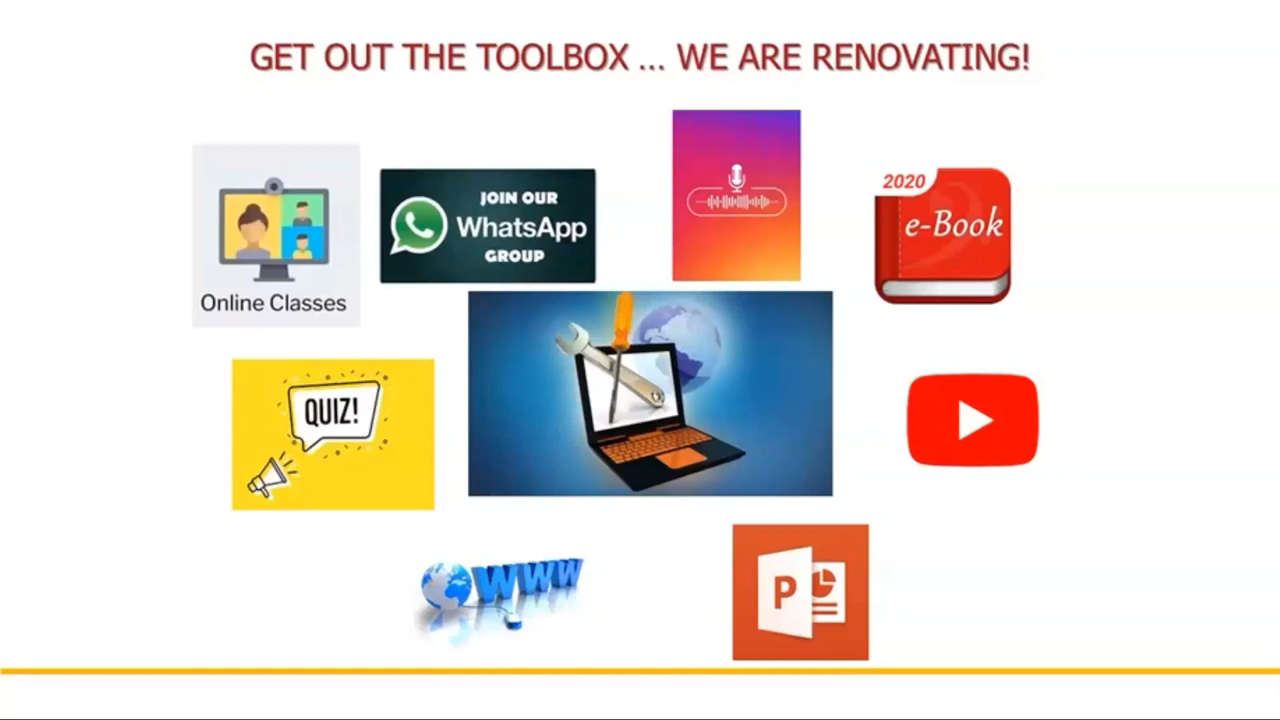 GET OUT THE TOOLBOX ... WE ARE RENOVATING!
Online Classes
JOIN OUR
WhatsApp
GROUP
2020
e-Book
QUIZ!
WWW
P